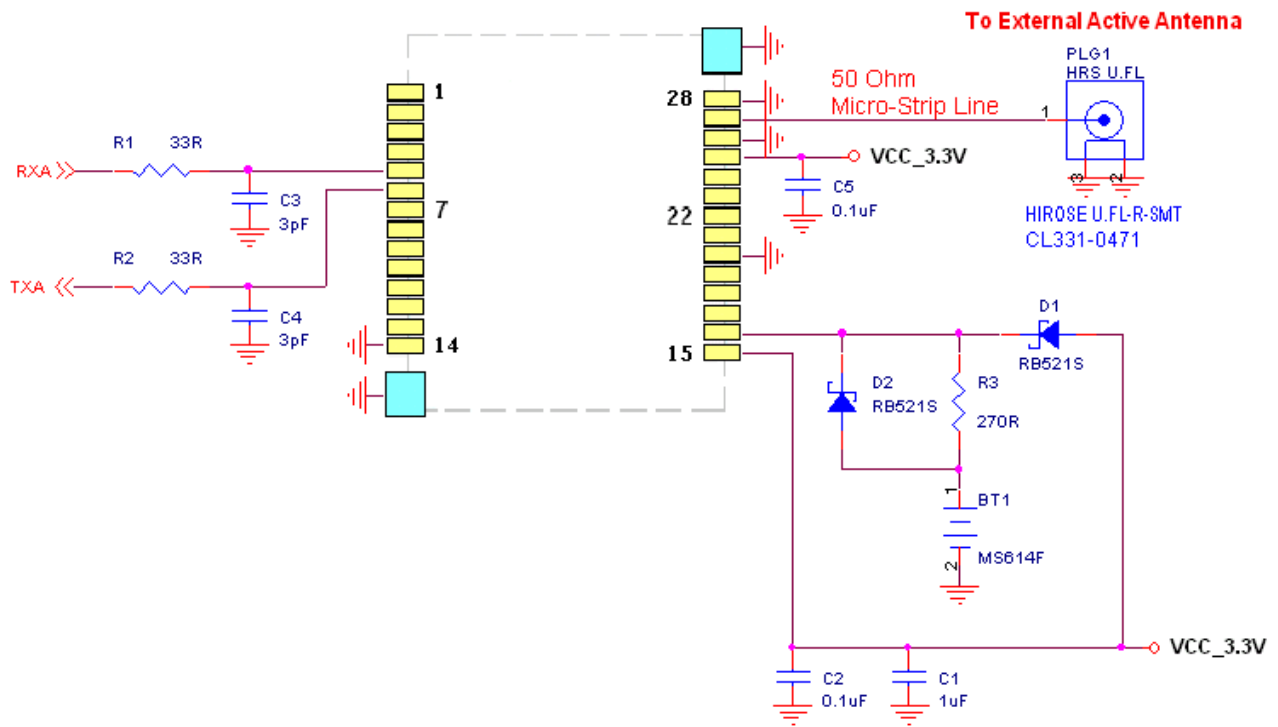 To External Active Antenna
PLG1
HRS U.FL
50 Ohm
Micro-Strip Line
1
1
28
R1 33R
RXA
VCC_3.3V
C3
3pF
C5
0.1uF
3
2
7
22
HIROSE U.FL-R-SMT
CL331-0471
R2 33R
TXA
C4
3pF
14
15
D1
RB521S
D2
RB521S
R3
270R
1
BT1
MS614F
2
VCC_3.3V
C2
0.1uF
C1
1uF